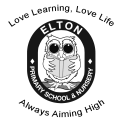 Love Learning, Love Life
ELTON
PRIMARY SCHOOL & NURSERY
Always Aiming High